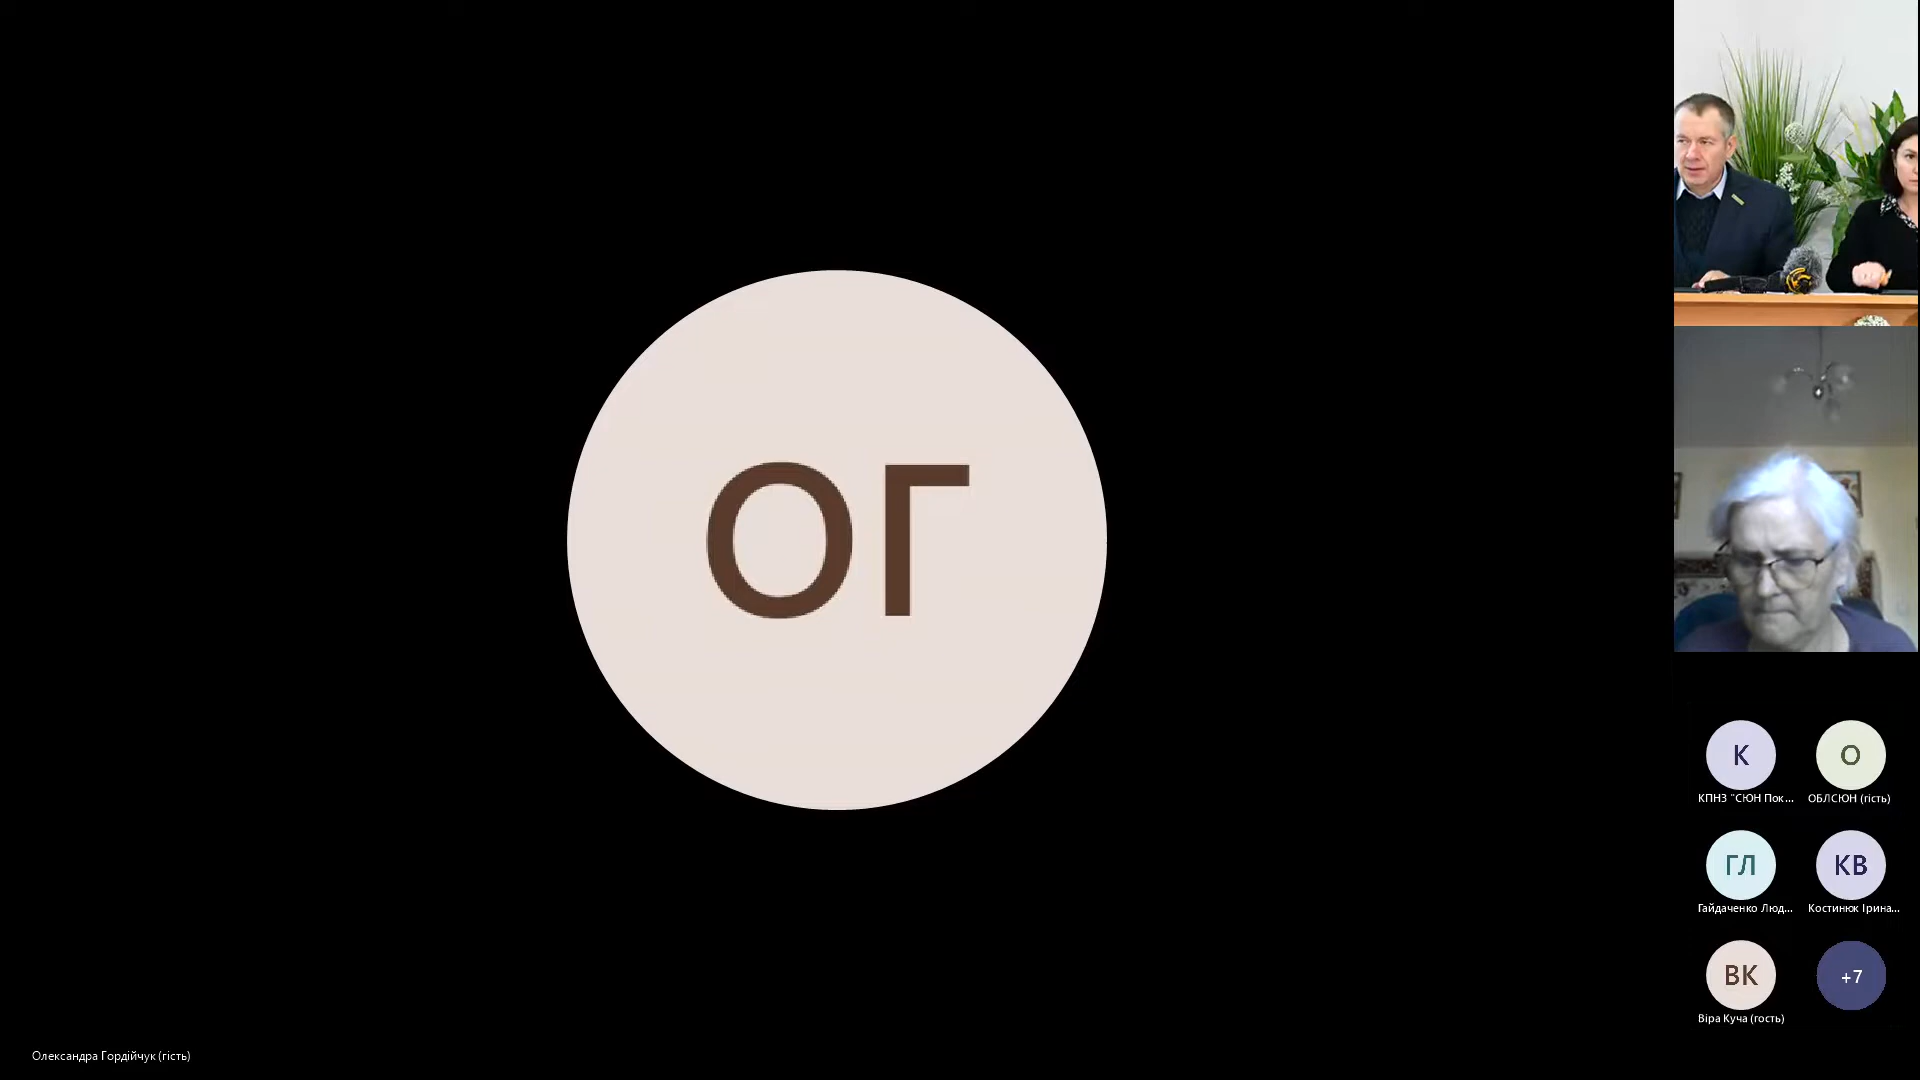 ОГ
Олександра Гордійчук (гість)
К
О
КПНЗ "СЮН Пок...
ОБЛСЮН (гість)
ГЛ
КВ
Гайдаченко Люд...
Костинюк Ірина...
ВК
+7
Віра Куча (гость)